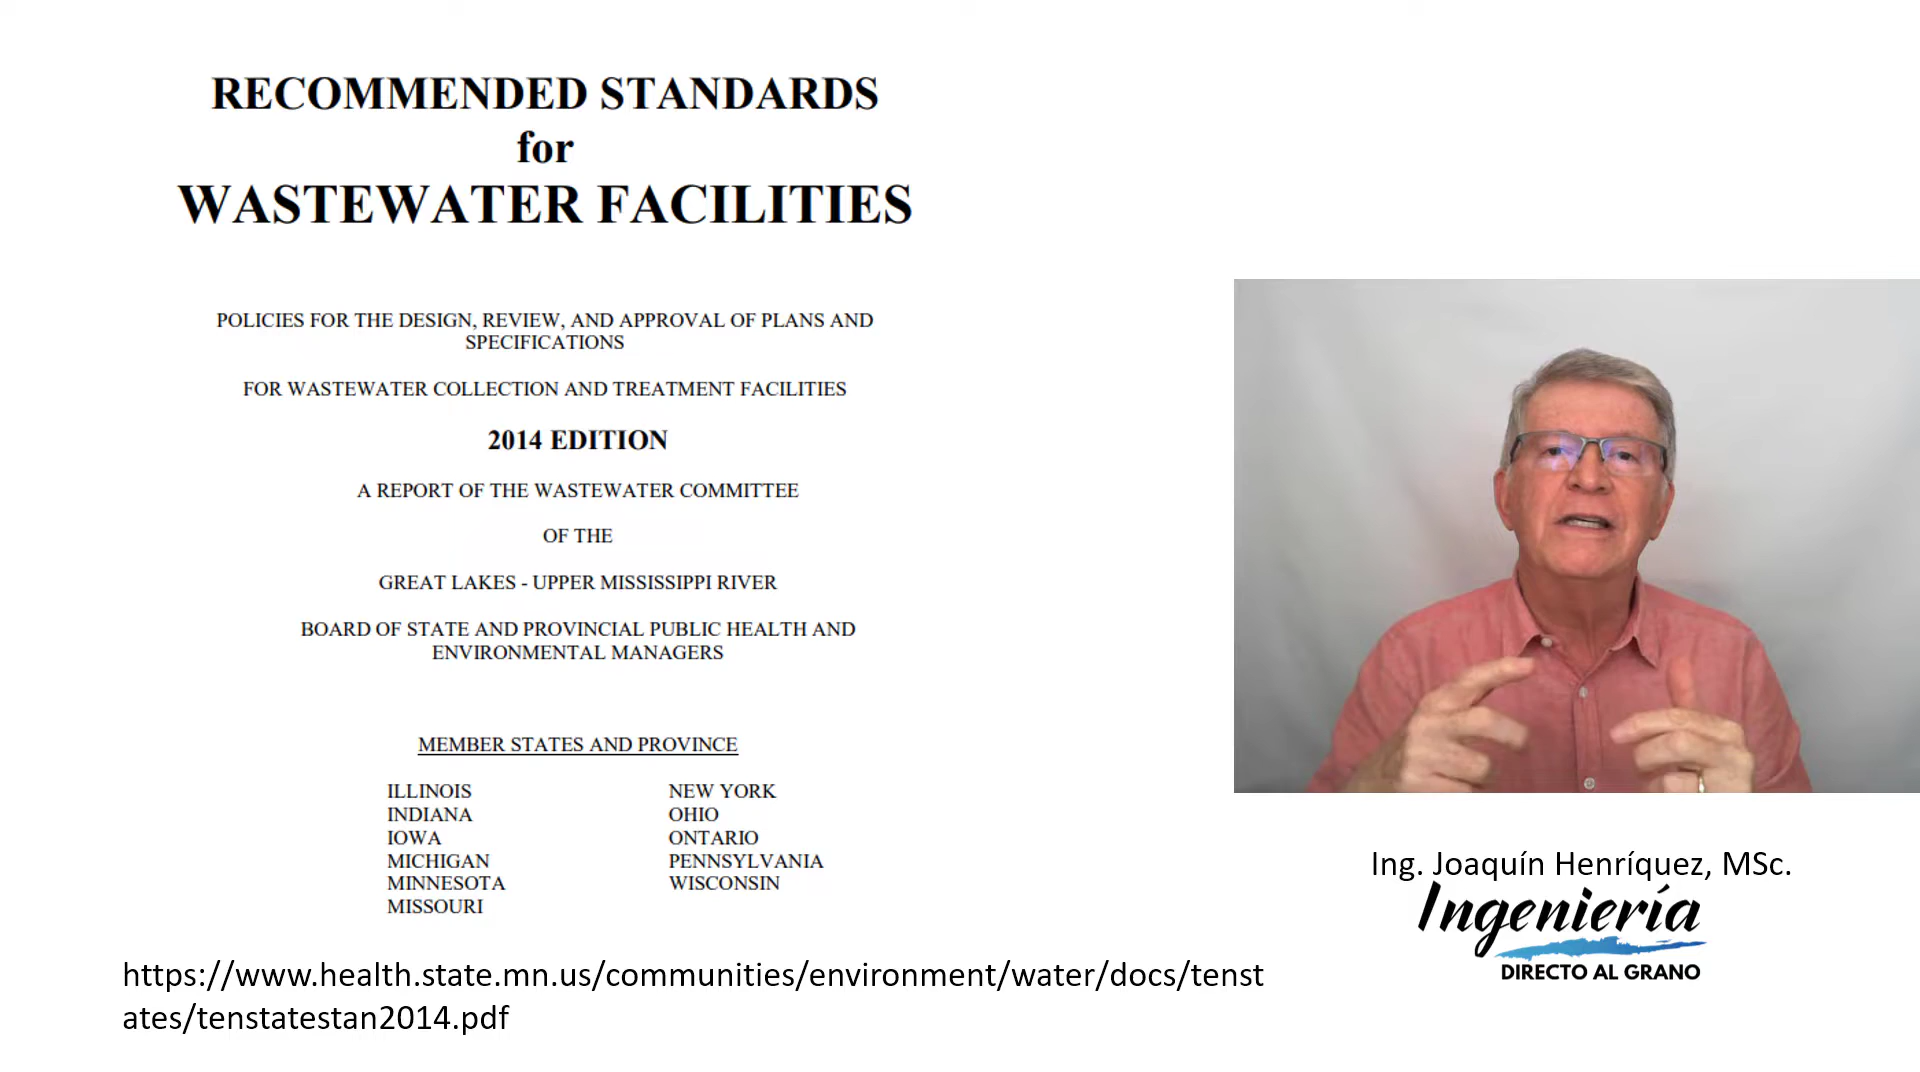 RECOMMENDED STANDARDS
for
WASTEWATER FACILITIES
POLICIES FOR THE DESIGN, REVIEW, AND APPROVAL OF PLANS AND
SPECIFICATIONS
FOR WASTEWATER COLLECTION AND TREATMENT FACILITIES
2014 EDITION
A REPORT OF THE WASTEWATER COMMITTEE
OF THE
GREAT LAKES - UPPER MISSISSIPPI RIVER
BOARD OF STATE AND PROVINCIAL PUBLIC HEALTH AND
ENVIRONMENTAL MANAGERS
MEMBER STATES AND PROVINCE
ILLINOIS
INDIANA
IOWA
MICHIGAN
MINNESOTA
MISSOURI
NEW YORK
OHIO
ONTARIO
PENNSYLVANIA
WISCONSIN
https://www.health.state.mn.us/communities/environment/water/docs/tenst
ates/tenstatestan2014.pdf
Ing. Joaquín Henríquez, MSc.
Ingeniería
DIRECTO AL GRANO